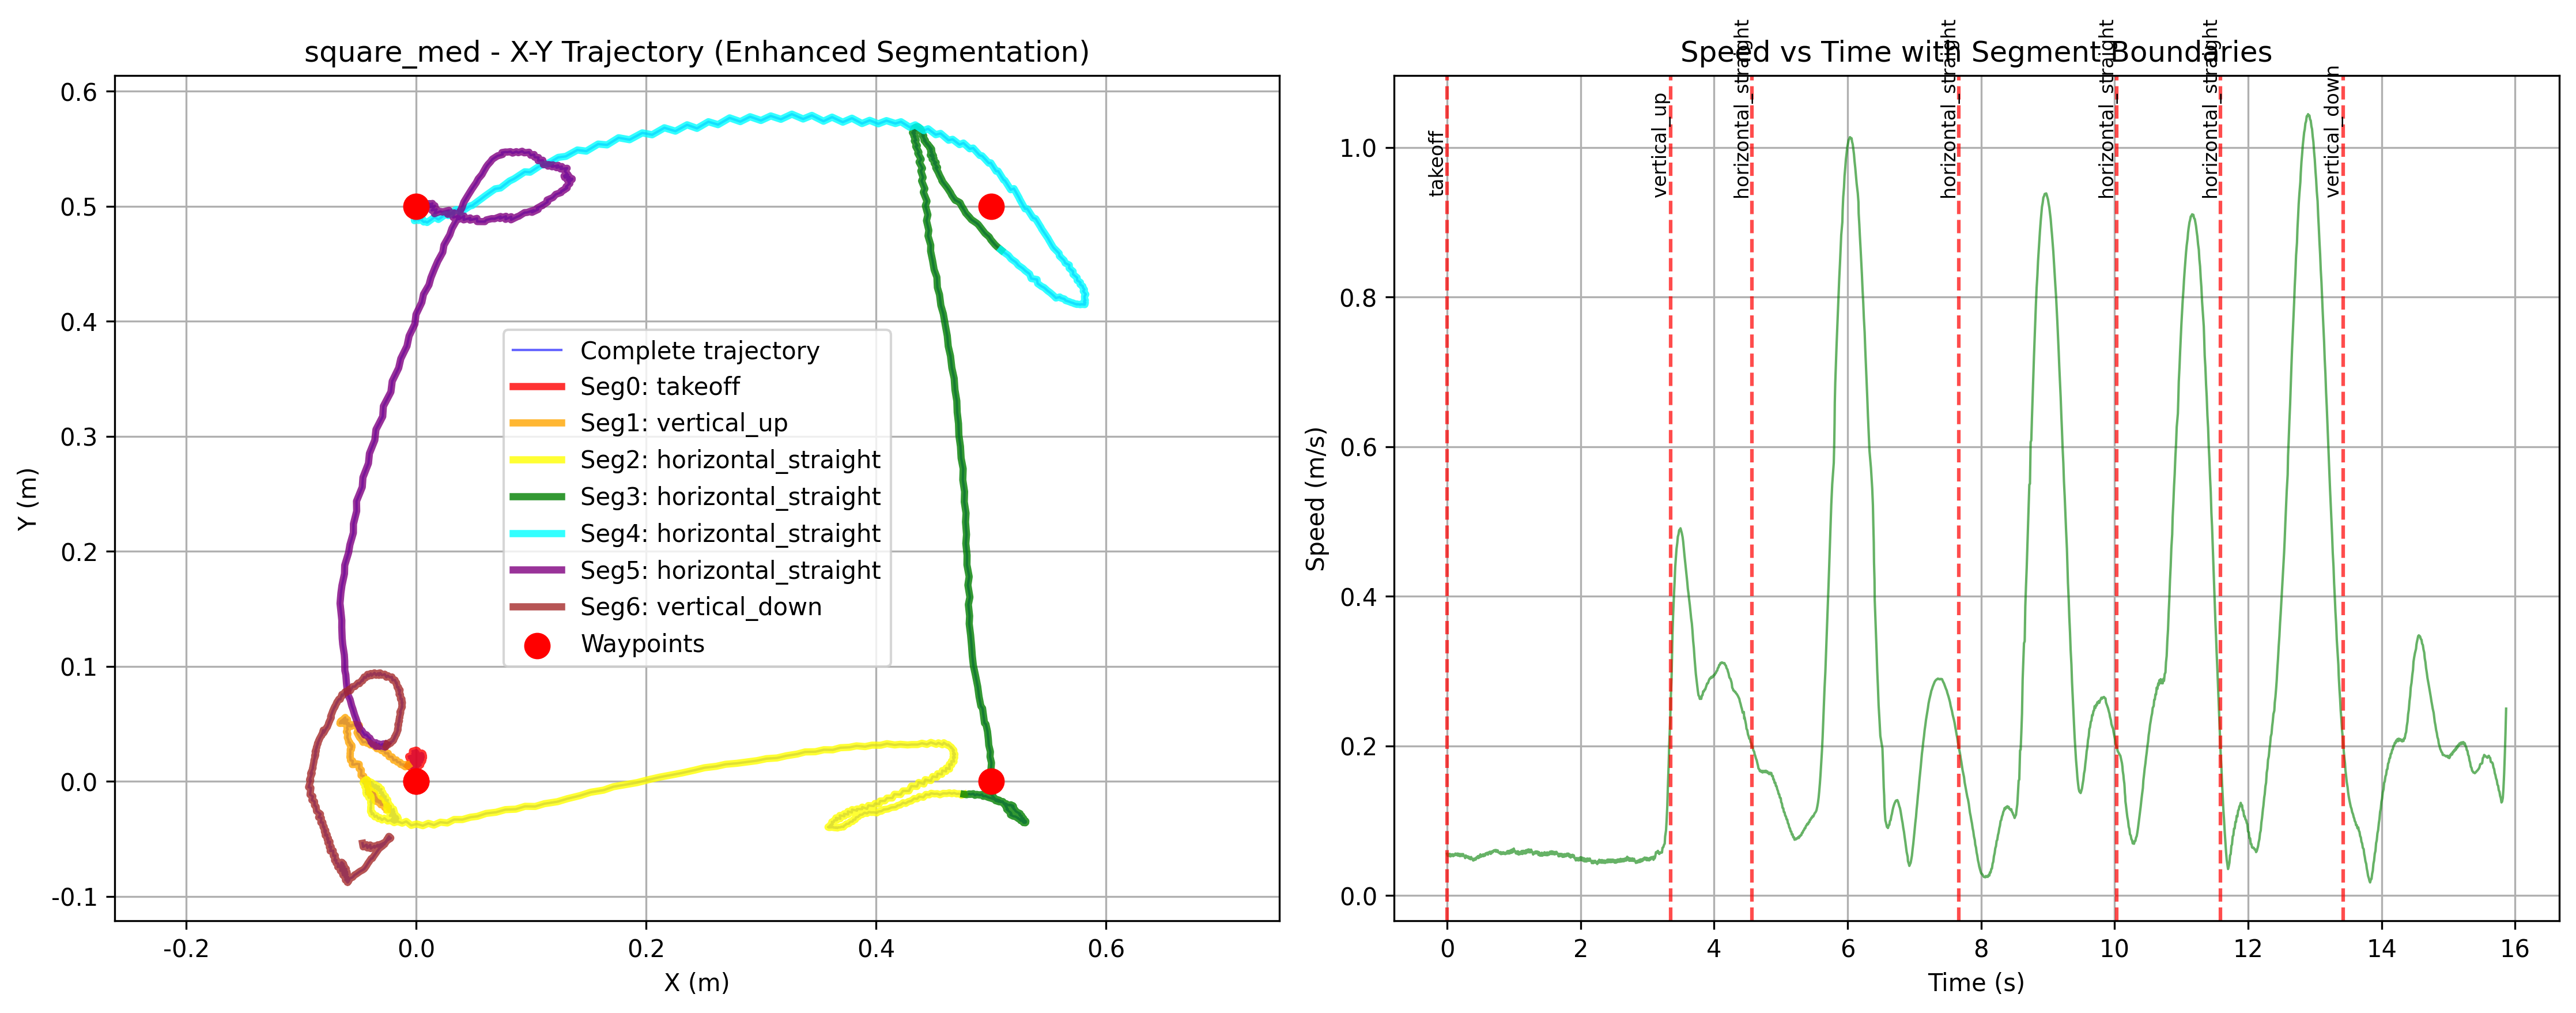 square_med - X-Y Trajectory (Enhanced Segmentation)
Y (m)
0.6
0.5
0.4
0.3
0.2
0.1
0.0
-0.1
-0.2
0.0
0.2
0.4
0.6
X (m)
Complete trajectory
Seg0: takeoff
Seg1: vertical_up
Seg2: horizontal_straight
Seg3: horizontal_straight
Seg4: horizontal_straight
Seg5: horizontal_straight
Seg6: vertical_down
Waypoints
Speed vs Time with Segment Boundaries
Speed (m/s)
1.0
0.8
0.6
0.4
0.2
0.0
takeoff
vertical_up
horizontal_straight
horizontal_straight
horizontal_straight
horizontal_straight
vertical_down
0
2
4
6
8
10
12
14
16
Time (s)